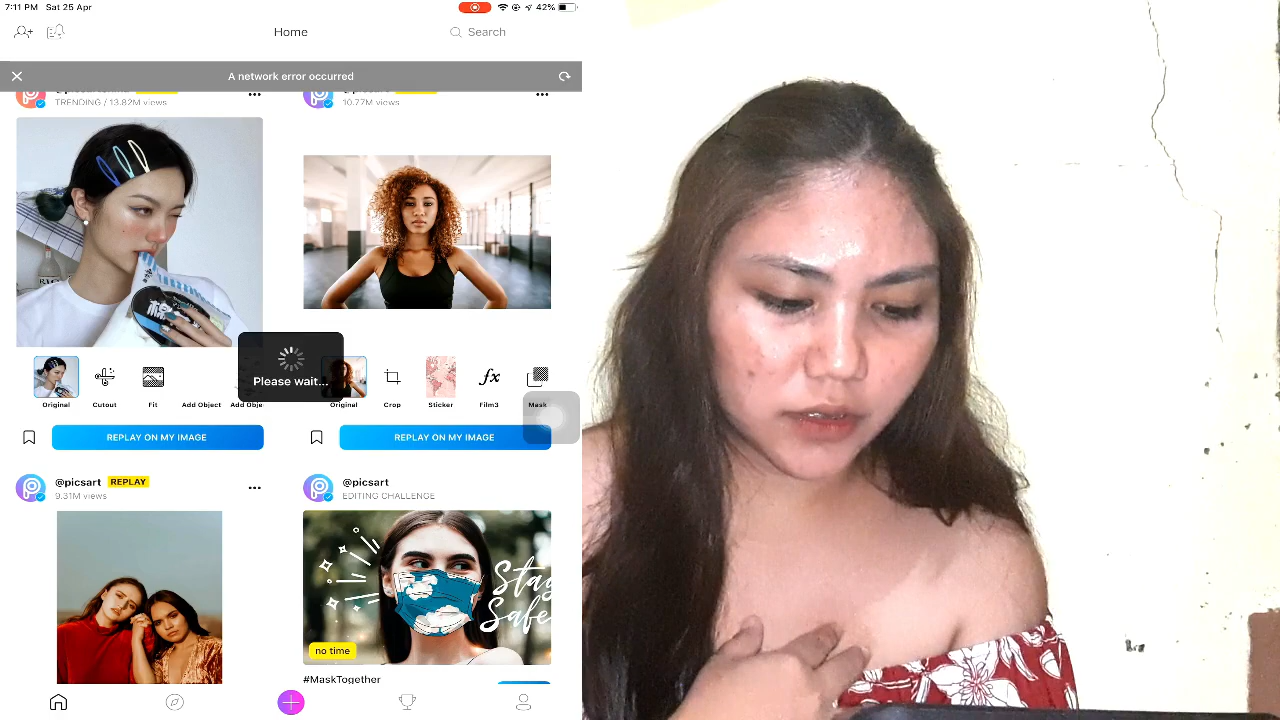 7:11 PM Sat 25 Apr
42%
Home
Search
A network error occurred
TRENDING / 13.82M views
10.77M views
Please wait...
Original Cutout Fit Add Object
Original Crop Sticker Film3 Mask
REPLAY ON MY IMAGE
REPLAY ON MY IMAGE
@picsart REPLAY
9.31M views
@picsart
EDITING CHALLENGE
Stay
Safe
no time
#MaskTogether